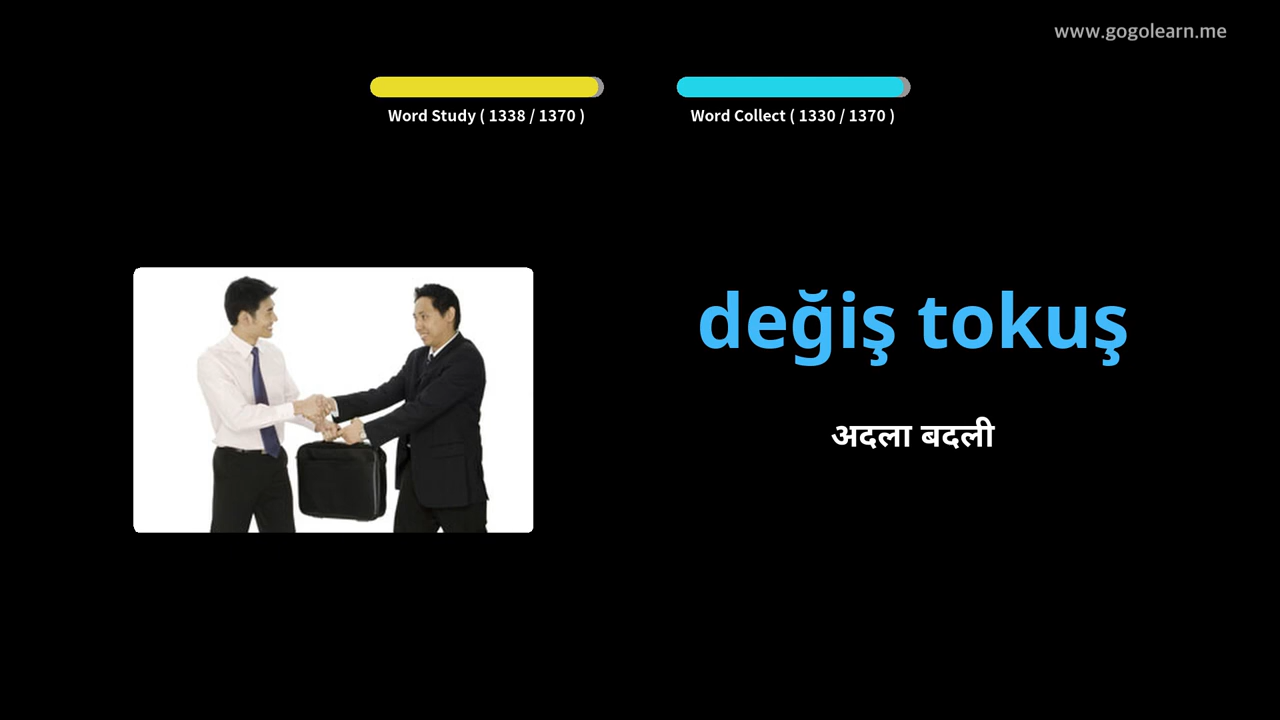 www.gogolearn.me
Word Study ( 1338 / 1370 )
Word Collect ( 1330 / 1370 )
değiş tokuş
अदला बदली